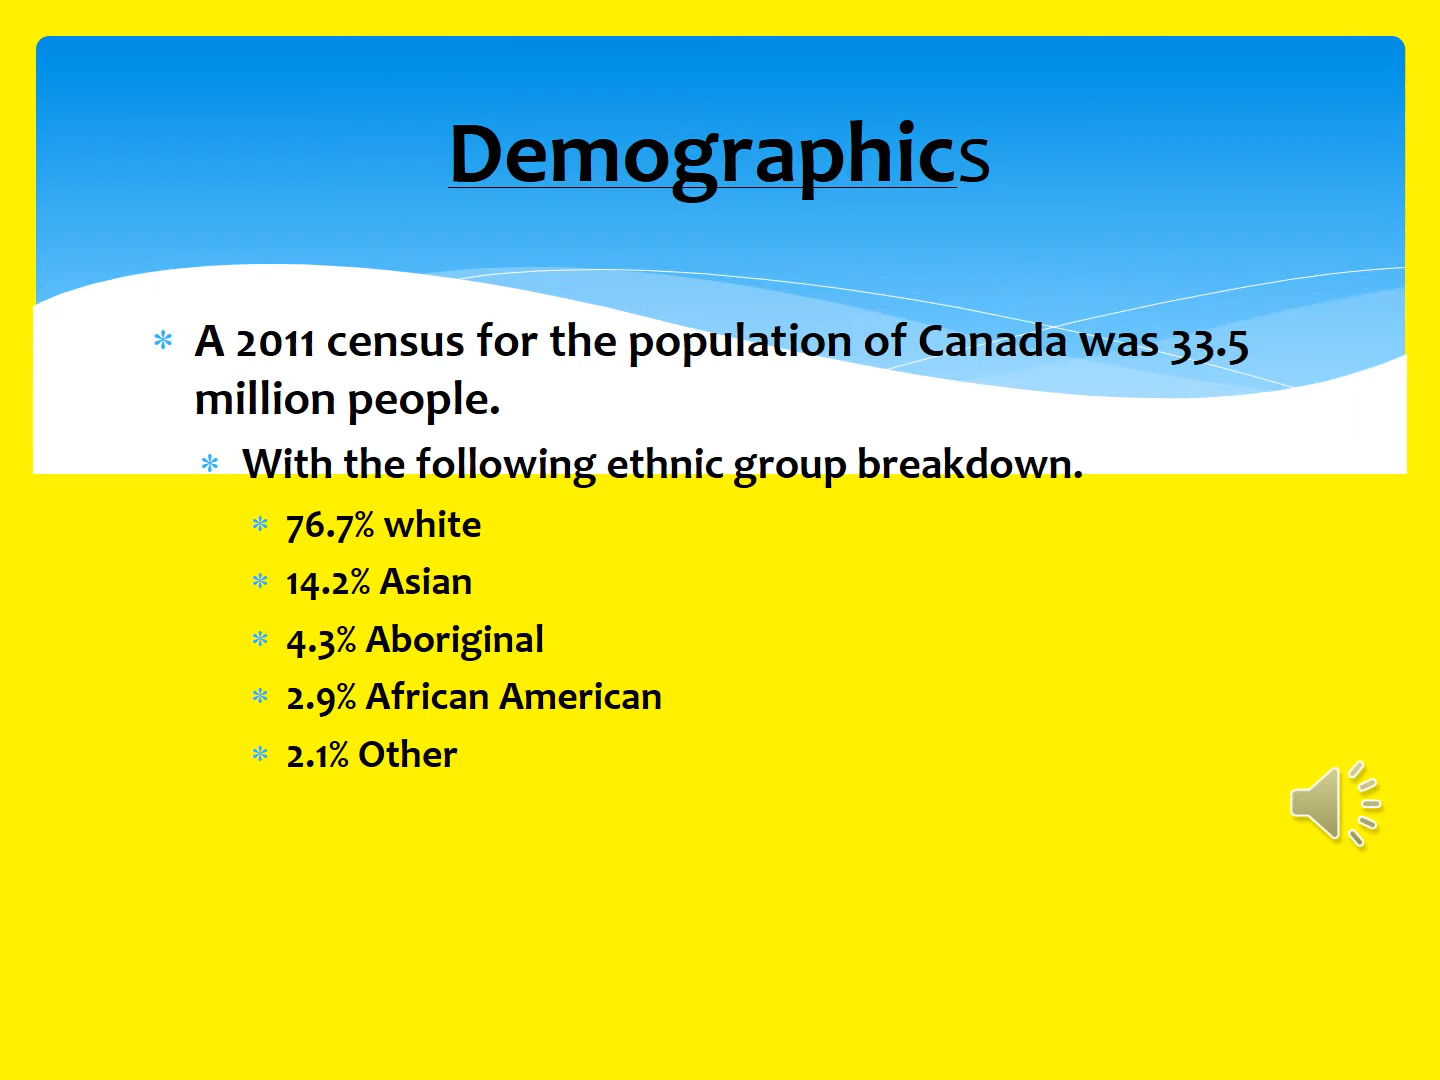 Demographics
* A 2011 census for the population of Canada was 33.5
million people.
* With the following ethnic group breakdown.
* 76.7% white
* 14.2% Asian
* 4.3% Aboriginal
* 2.9% African American
* 2.1% Other